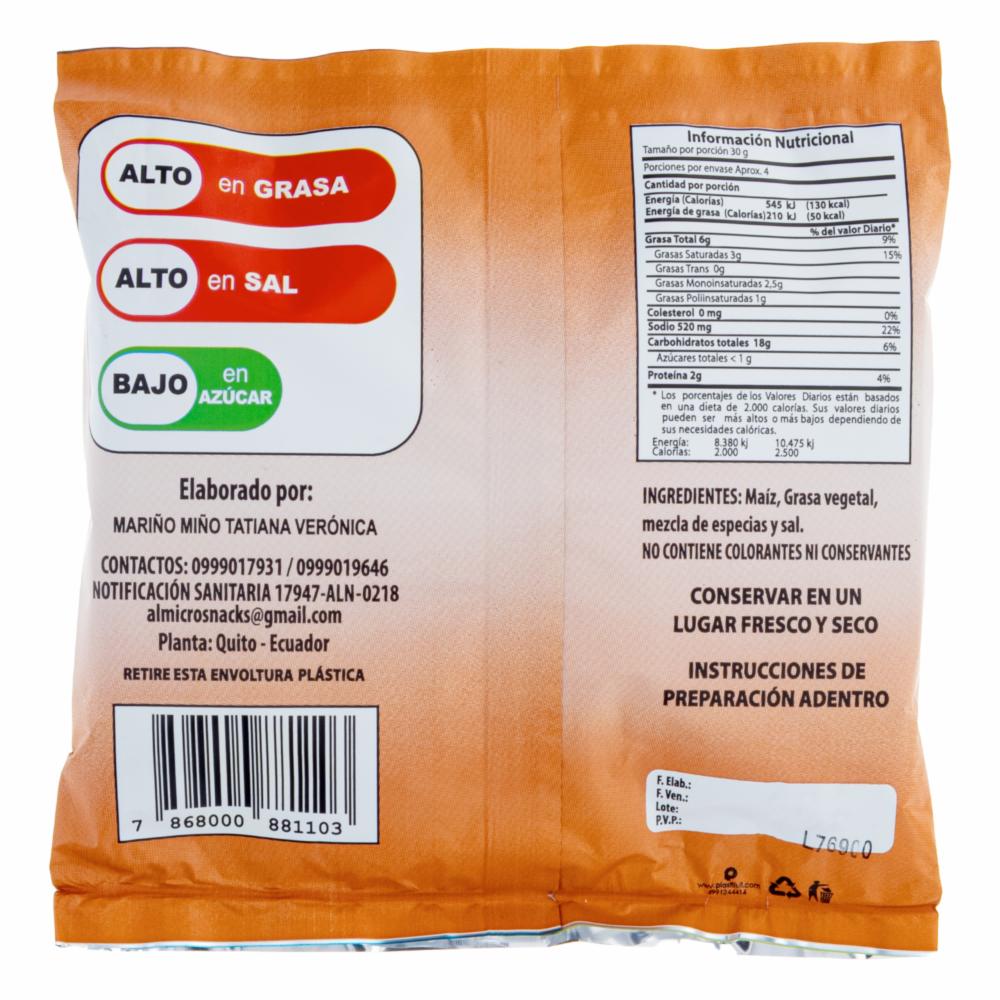 ALTO en GRASA
ALTO en SAL
BAJO en AZÚCAR
Elaborado por:
MARIÑO MIÑO TATIANA VERÓNICA
CONTACTOS: 0999017931 / 0999019646
NOTIFICACIÓN SANITARIA 17947-ALN-0218
almicrosnacks@gmail.com
Planta: Quito - Ecuador
RETIRE ESTA ENVOLTURA PLÁSTICA
7 868000 881103
Información Nutricional
Tamaño por porción 30 g
Porciones por envase Aprox. 4
Cantidad por porción
Energía (Calorías) 545 kJ (130 kcal)
Energía de grasa (Calorías)210 kJ (50 kcal)
% del valor Diario*
Grasa Total 6g 9%
Grasas Saturadas 3g 15%
Grasas Trans 0g
Grasas Monoinsaturadas 2,5g
Grasas Poliinsaturadas 1g
Colesterol 0 mg 0%
Sodio 520 mg 22%
Carbohidratos totales 18g 6%
Azúcares totales < 1 g
Proteína 2g 4%
* Los porcentajes de los Valores Diarios están basados
en una dieta de 2.000 calorías. Sus valores diarios
pueden ser más altos o más bajos dependiendo de
sus necesidades calóricas.
Energía: 8.380 kj 10.475 kj
Calorías: 2.000 2.500
INGREDIENTES: Maíz, Grasa vegetal,
mezcla de especias y sal.
NO CONTIENE COLORANTES NI CONSERVANTES
CONSERVAR EN UN
LUGAR FRESCO Y SECO
INSTRUCCIONES DE
PREPARACIÓN ADENTRO
F. Elab.:
F. Ven.:
Lote:
P.V.P.: